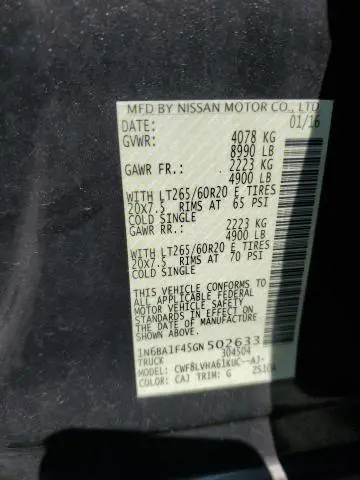 MFD BY NISSAN MOTOR CO., LTD.
DATE: 01/16
GVWR: 4078 KG
8990 LB
GAWR FR.: 2223 KG
4900 LB
WITH LT265/60R20 E TIRES
20X7.5 RIMS AT 65 PSI
COLD SINGLE
GAWR RR.: 2223 KG
4900 LB
WITH LT265/60R20 E TIRES
20X7.5 RIMS AT 70 PSI
COLD SINGLE
THIS VEHICLE CONFORMS TO
ALL APPLICABLE FEDERAL
MOTOR VEHICLE SAFETY
STANDARDS IN EFFECT ON
THE DATE OF MANUFACTURE
SHOWN ABOVE.
1N6BA1F45GN502633
TRUCK 304504
MODEL: CWF8LVHA61KUC--AJ-
COLOR: CAJ TRIM: G 2S10A